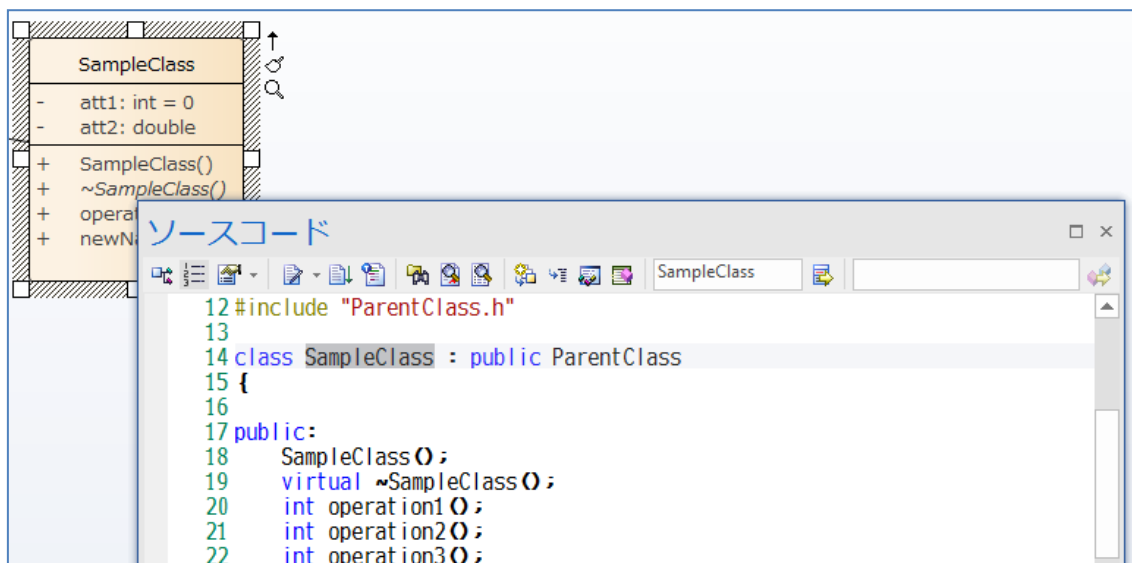 SampleClass
- att1: int = 0
- att2: double
+ SampleClass()
+ ~SampleClass()
+ operat
+ newNa
ソースコード
SampleClass
12 #include "ParentClass.h"
13
14 class SampleClass : public ParentClass
15 {
16
17 public:
18 SampleClass();
19 virtual ~SampleClass();
20 int operation1();
21 int operation2();
22 int operation3();